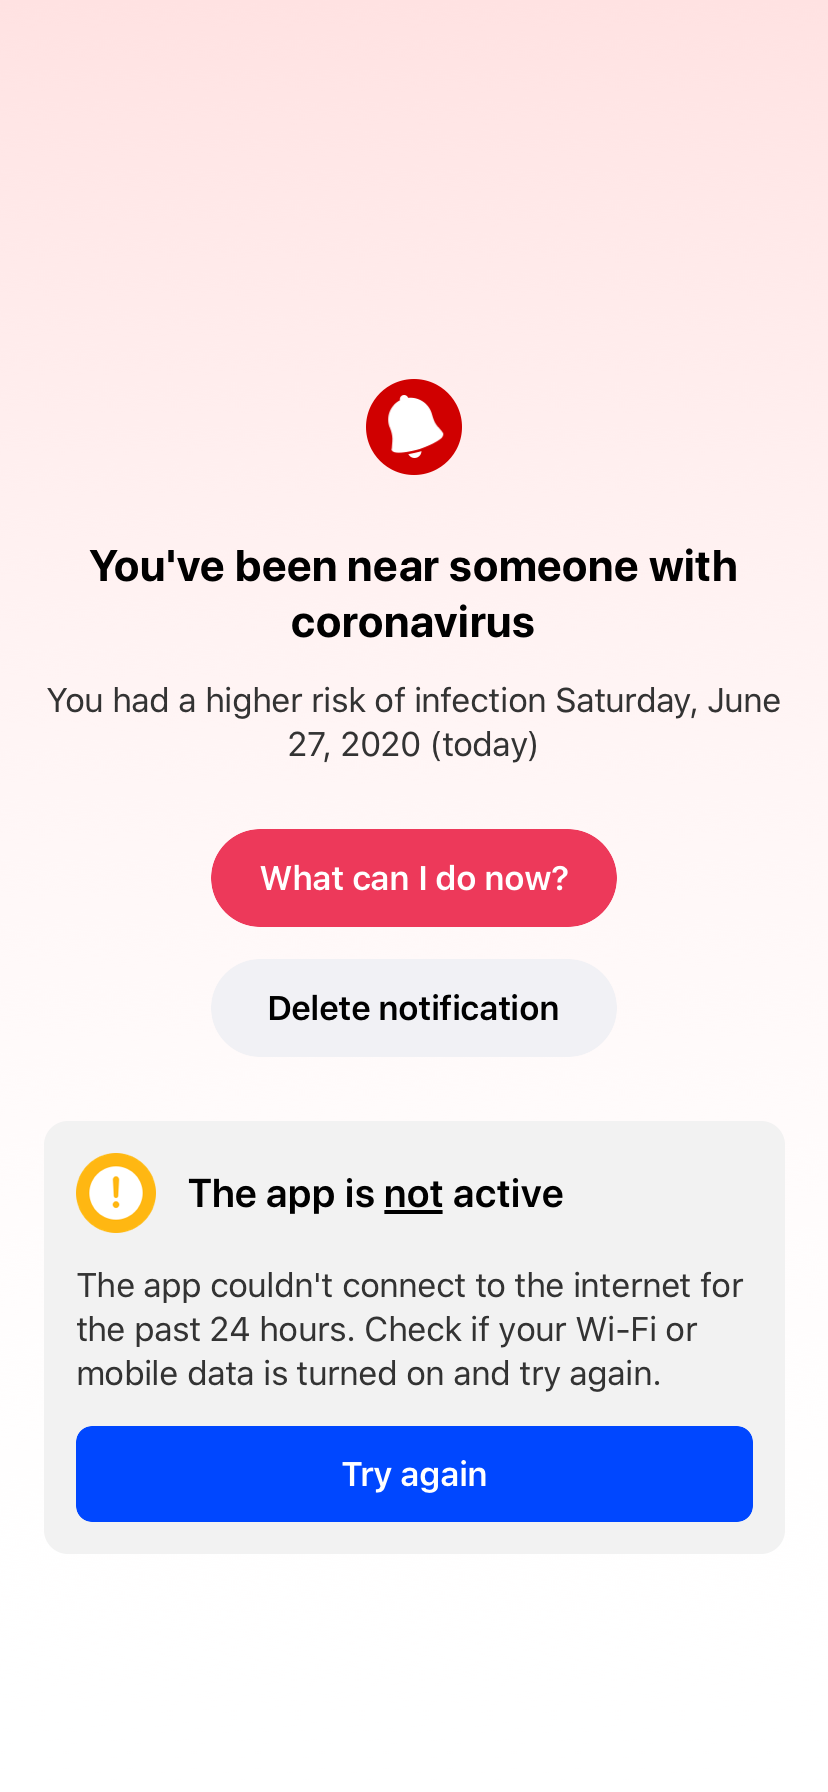 You've been near someone with
coronavirus
You had a higher risk of infection Saturday, June
27, 2020 (today)
What can I do now?
Delete notification
The app is not active
The app couldn't connect to the internet for
the past 24 hours. Check if your Wi-Fi or
mobile data is turned on and try again.
Try again